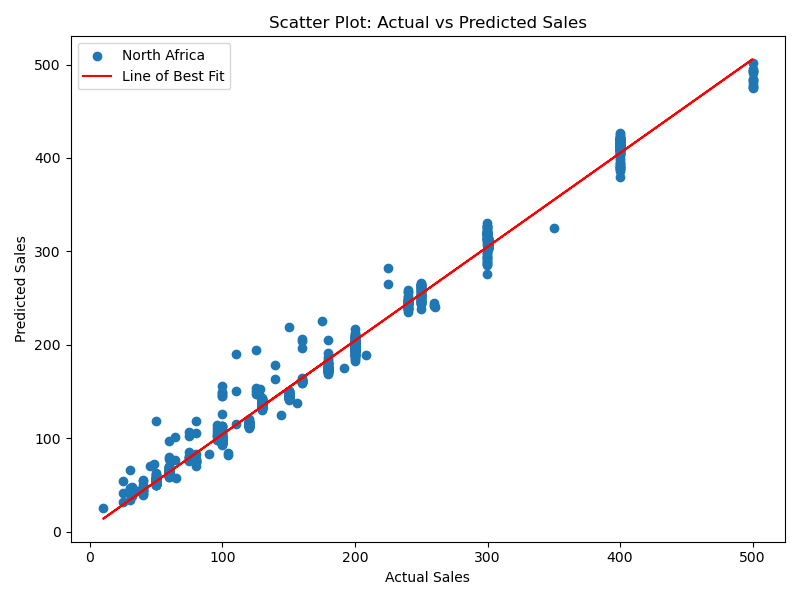 Scatter Plot: Actual vs Predicted Sales
North Africa
Line of Best Fit
Predicted Sales
500
400
300
200
100
0
0 100 200 300 400 500
Actual Sales